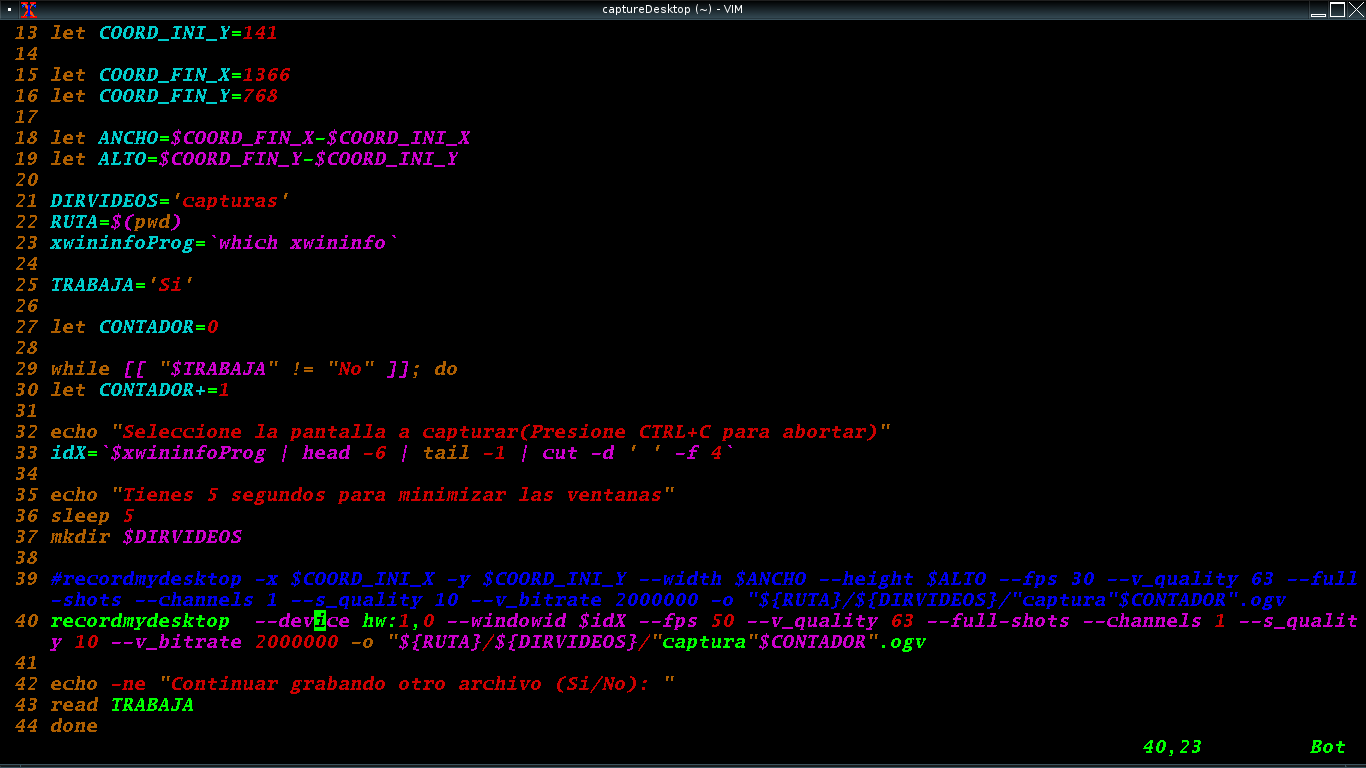 captureDesktop (~) - VIM
13 let COORD_INI_Y=141
14
15 let COORD_FIN_X=1366
16 let COORD_FIN_Y=768
17
18 let ANCHO=$COORD_FIN_X-$COORD_INI_X
19 let ALTO=$COORD_FIN_Y-$COORD_INI_Y
20
21 DIRVIDEOS='capturas'
22 RUTA=$(pwd)
23 xwininfoProg=`which xwininfo`
24
25 TRABAJA='Si'
26
27 let CONTADOR=0
28
29 while [[ "$TRABAJA" != "No" ]]; do
30 let CONTADOR+=1
31
32 echo "Seleccione la pantalla a capturar(Presione CTRL+C para abortar)"
33 idX=`$xwininfoProg | head -6 | tail -1 | cut -d ' ' -f 4`
34
35 echo "Tienes 5 segundos para minimizar las ventanas"
36 sleep 5
37 mkdir $DIRVIDEOS
38
39 #recordmydesktop -x $COORD_INI_X -y $COORD_INI_Y --width $ANCHO --height $ALTO --fps 30 --v_quality 63 --full
-shots --channels 1 --s_quality 10 --v_bitrate 2000000 -o "${RUTA}/${DIRVIDEOS}/"captura"$CONTADOR".ogv
40 recordmydesktop  --device hw:1,0 --windowid $idX --fps 50 --v_quality 63 --full-shots --channels 1 --s_qualit
y 10 --v_bitrate 2000000 -o "${RUTA}/${DIRVIDEOS}/"captura"$CONTADOR".ogv
41
42 echo -ne "Continuar grabando otro archivo (Si/No): "
43 read TRABAJA
44 done
40,23 Bot